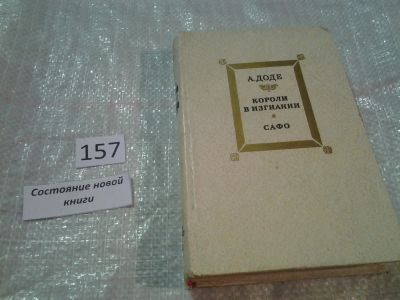 157
Состояние новой
книги
А.ДОДЕ
КОРОЛИ
В ИЗГНАНИИ
САФО